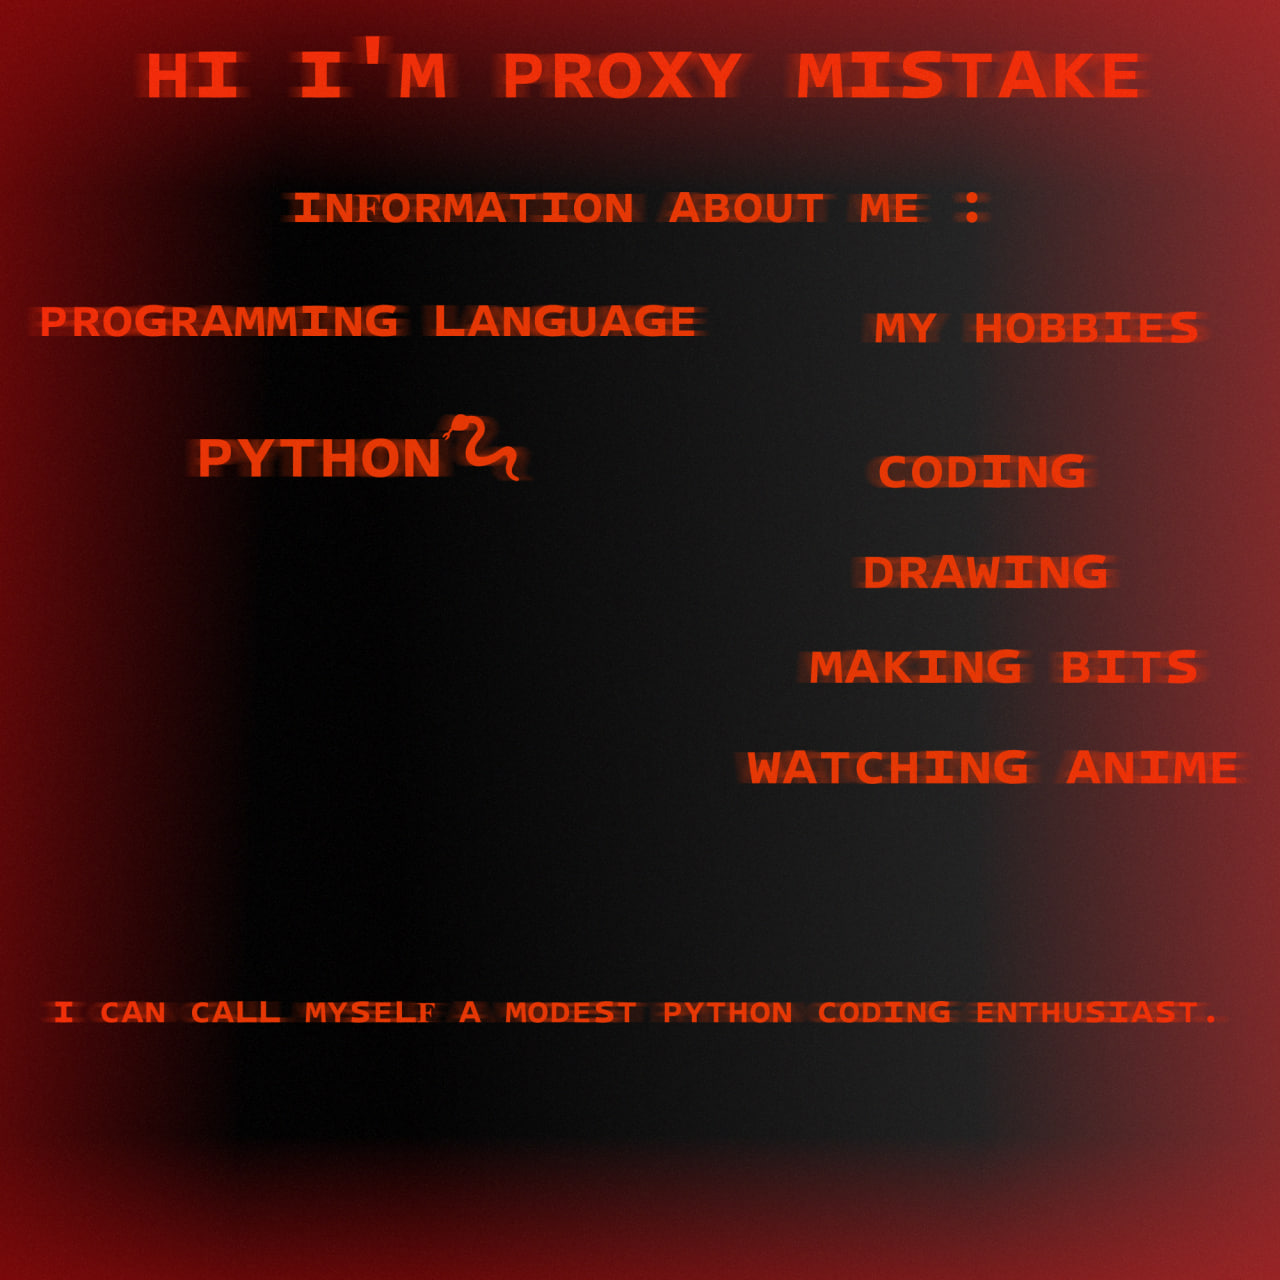 HI I'M PROXY MISTAKE
INFORMATION ABOUT ME :
PROGRAMMING LANGUAGE
PYTHON
MY HOBBIES
CODING
DRAWING
MAKING BITS
WATCHING ANIME
I CAN CALL MYSELF A MODEST PYTHON CODING ENTHUSIAST.